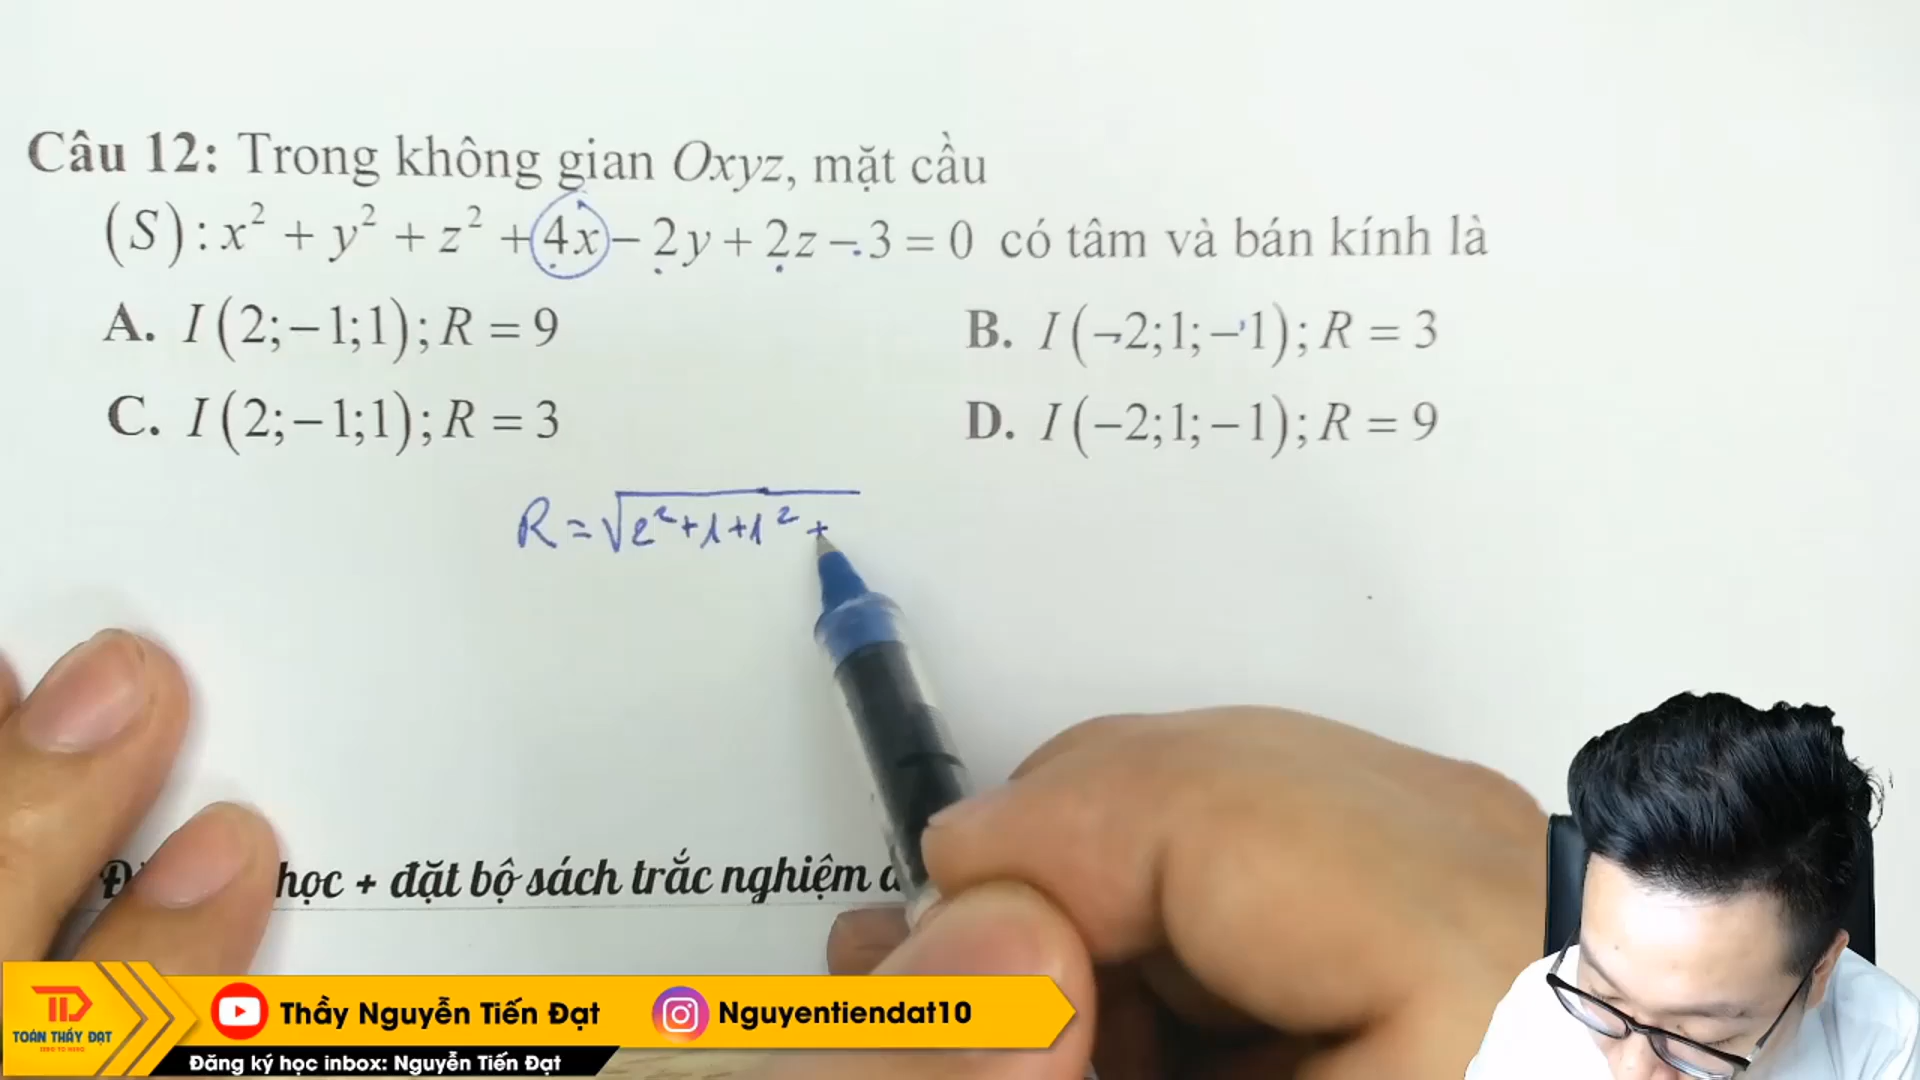 Câu 12: Trong không gian Oxyz, mặt cầu
(S): x² + y² + z² + 4x − 2y + 2z − 3 = 0 có tâm và bán kính là
A. I(2;−1;1); R = 9
B. I(−2;1;−1); R = 3
C. I(2;−1;1); R = 3
D. I(−2;1;−1); R = 9
R = √2² + 1 + 1² +
học + đặt bộ sách trắc nghiệm
TOÁN THẦY ĐẠT
Thầy Nguyễn Tiến Đạt
Nguyentiendat10
Đăng ký học inbox: Nguyễn Tiến Đạt